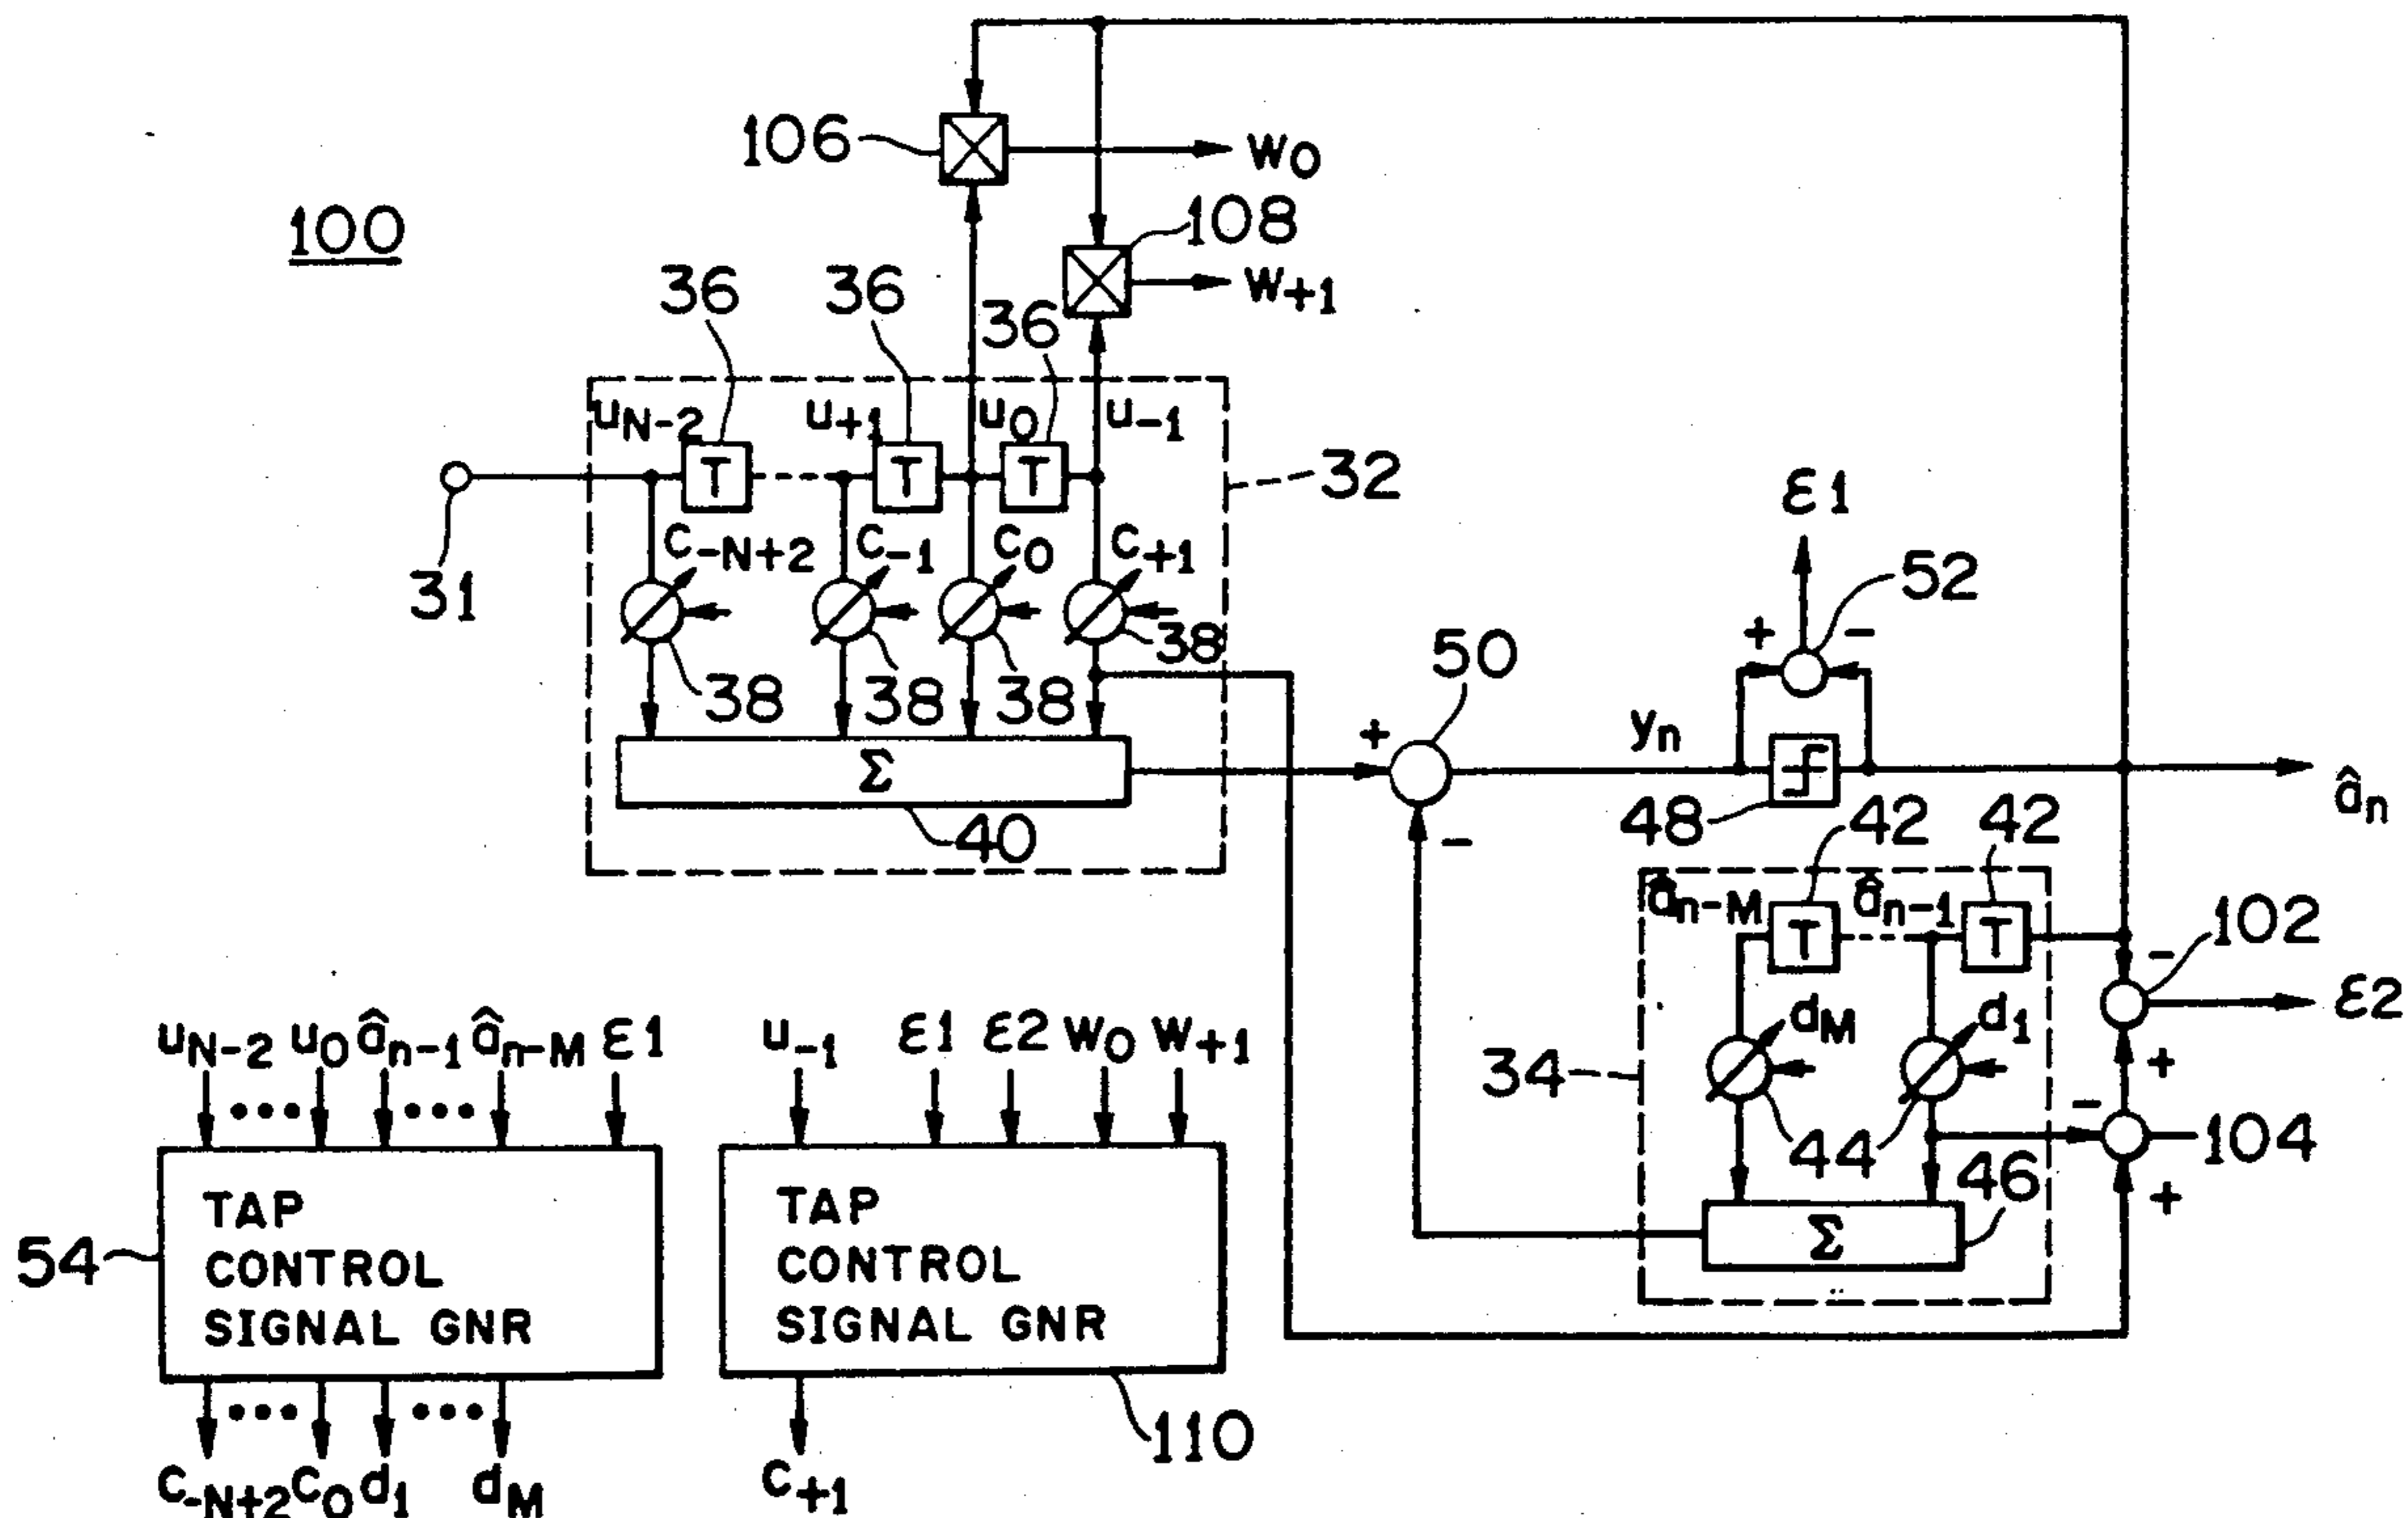 106
w0
100
108
w+1
36
36
36
uN-2
u+1
u0
u-1
T
T
T
32
31
c-N+2
c-1
c0
c+1
38
38
38
38
Σ
40
50
+
-
yn
ε1
52
+
-
48
ân
42
42
ân-M
ân-1
T
T
-
102
ε2
dM
d1
+
34
-
104
44
46
+
Σ
uN-2 u0 ân-1 ân-M ε1
... ...
54
TAP
CONTROL
SIGNAL GNR
... ...
c-N+2 c0 d1 dM
u-1 ε1 ε2 w0 w+1
TAP
CONTROL
SIGNAL GNR
110
c+1